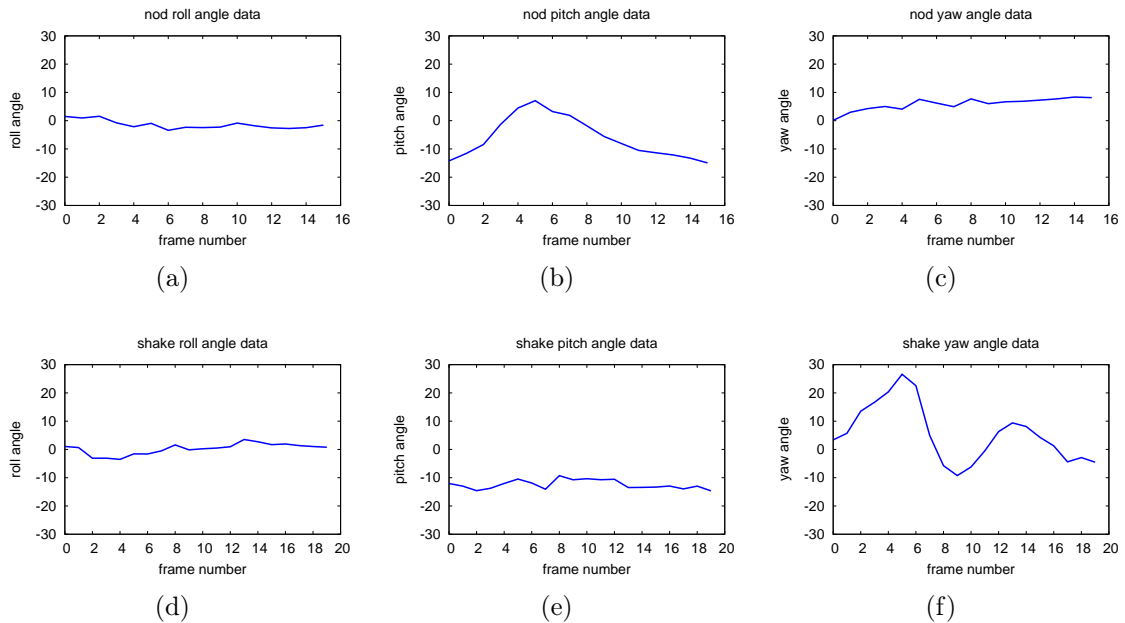 nod roll angle data
30
20
10
0
-10
-20
-30
roll angle
0 2 4 6 8 10 12 14 16
frame number
(a)
nod pitch angle data
30
20
10
0
-10
-20
-30
pitch angle
0 2 4 6 8 10 12 14 16
frame number
(b)
nod yaw angle data
30
20
10
0
-10
-20
-30
yaw angle
0 2 4 6 8 10 12 14 16
frame number
(c)
shake roll angle data
30
20
10
0
-10
-20
-30
roll angle
0 2 4 6 8 10 12 14 16 18 20
frame number
(d)
shake pitch angle data
30
20
10
0
-10
-20
-30
pitch angle
0 2 4 6 8 10 12 14 16 18 20
frame number
(e)
shake yaw angle data
30
20
10
0
-10
-20
-30
yaw angle
0 2 4 6 8 10 12 14 16 18 20
frame number
(f)